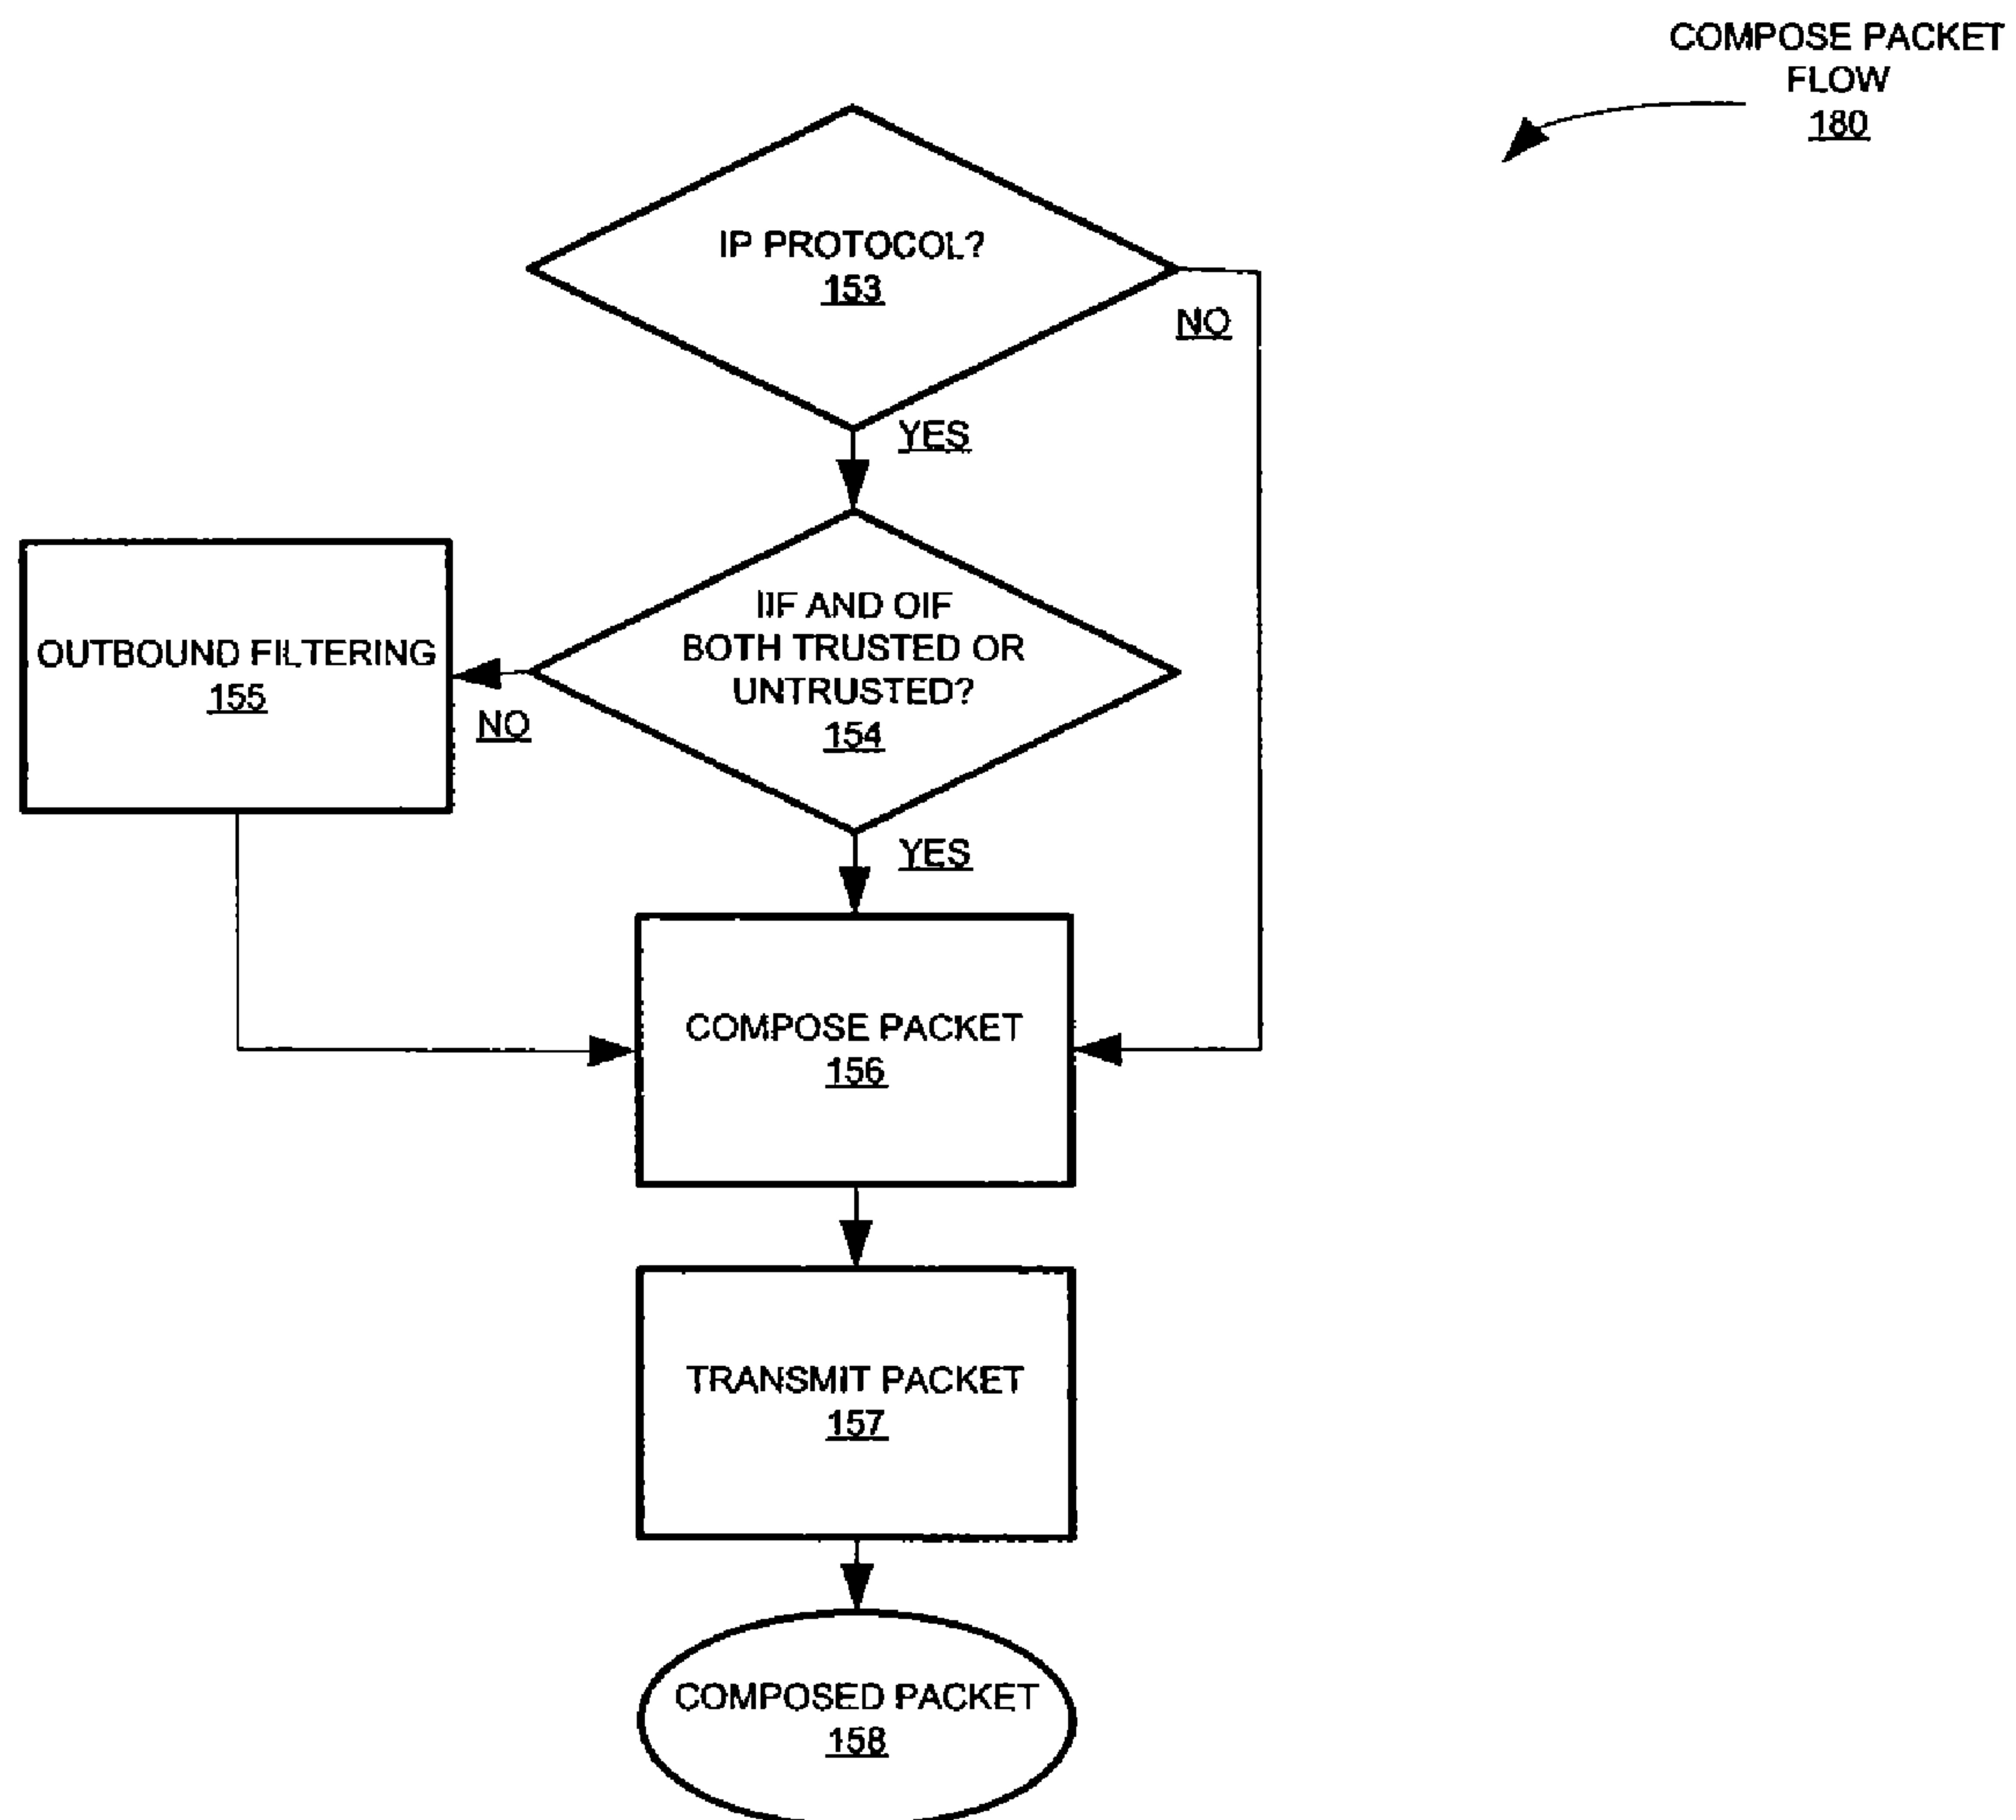 COMPOSE PACKET
FLOW
180
IP PROTOCOL?
153
NO
YES
IIF AND OIF
BOTH TRUSTED OR
UNTRUSTED?
154
OUTBOUND FILTERING
155
NO
YES
COMPOSE PACKET
156
TRANSMIT PACKET
157
COMPOSED PACKET
158